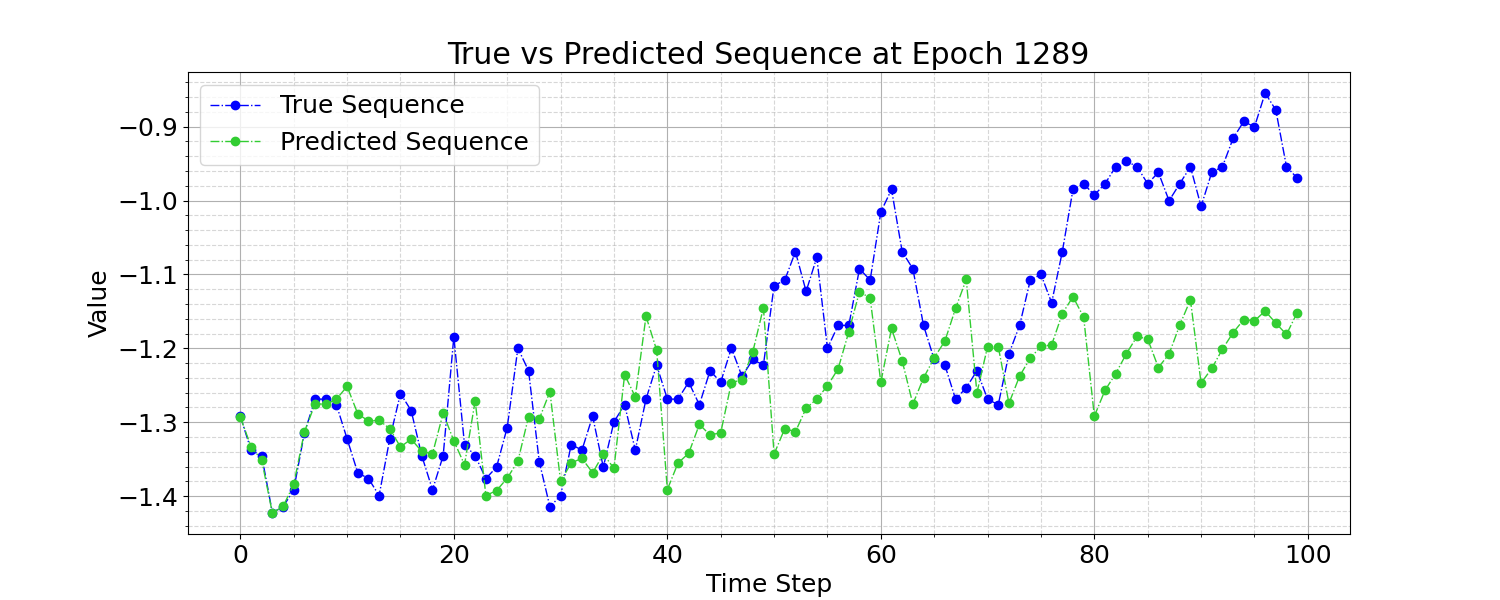 True vs Predicted Sequence at Epoch 1289
True Sequence
Predicted Sequence
−0.9
−1.0
−1.1
−1.2
−1.3
−1.4
Value
0 20 40 60 80 100
Time Step